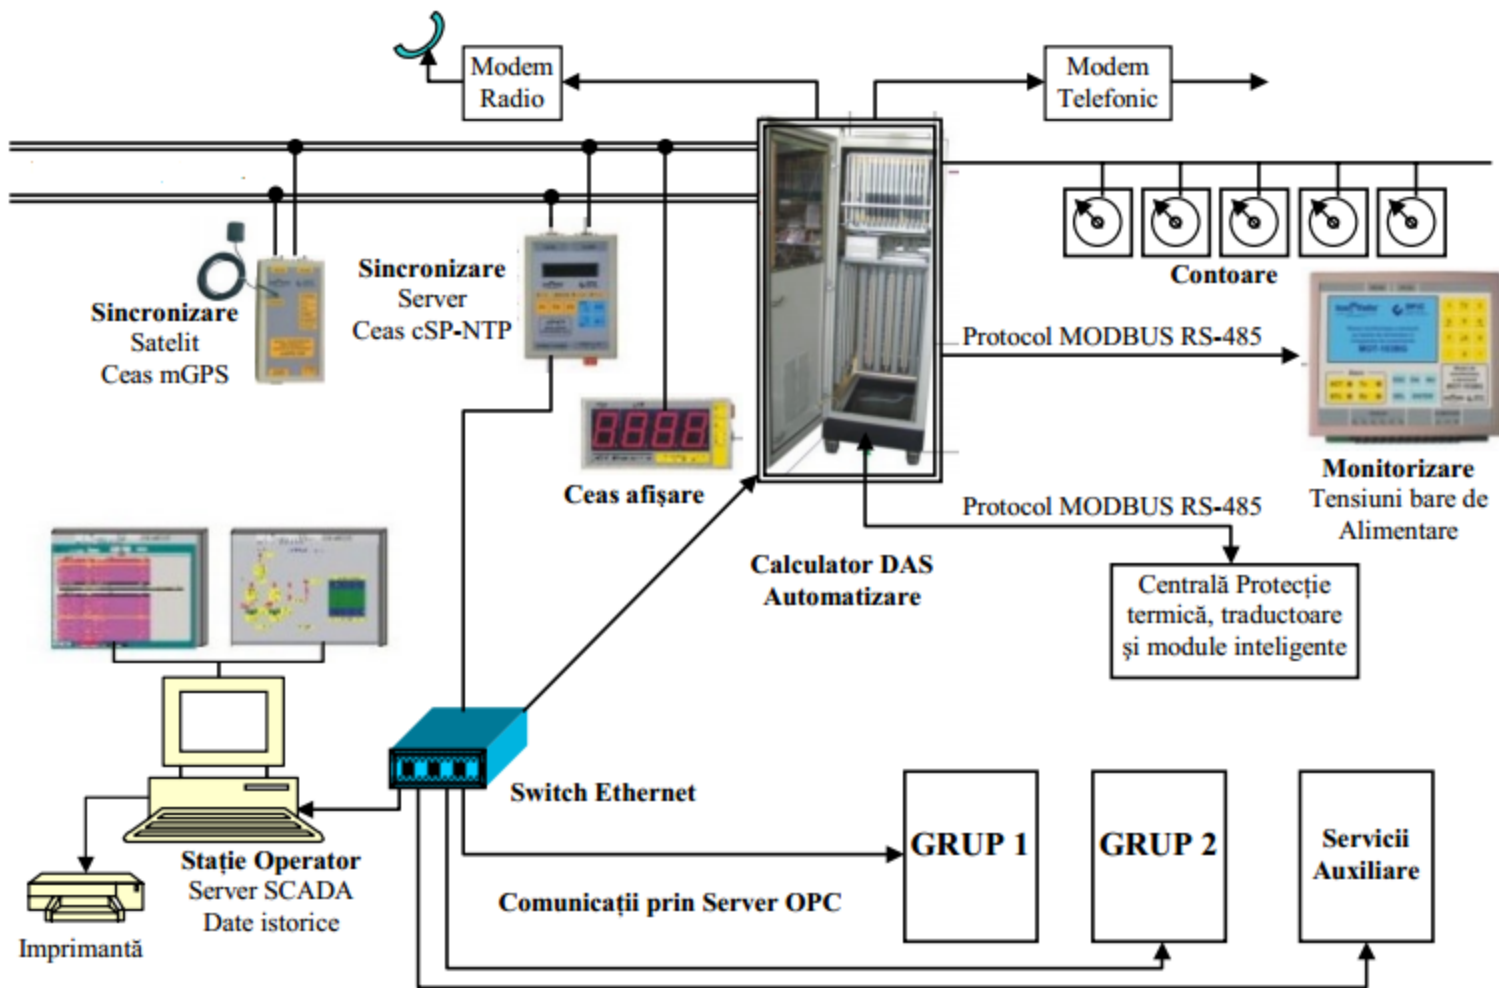 Modem
Radio
Modem
Telefonic
Sincronizare
Satelit
Ceas mGPS
Sincronizare
Server
Ceas cSP-NTP
Contoare
Protocol MODBUS RS-485
Ceas afișare
Monitorizare
Tensiuni bare de
Alimentare
Protocol MODBUS RS-485
Calculator DAS
Automatizare
Centrală Protecție
termică, traductoare
și module inteligente
Switch Ethernet
Stație Operator
Server SCADA
Date istorice
Imprimantă
GRUP 1
GRUP 2
Servicii
Auxiliare
Comunicații prin Server OPC